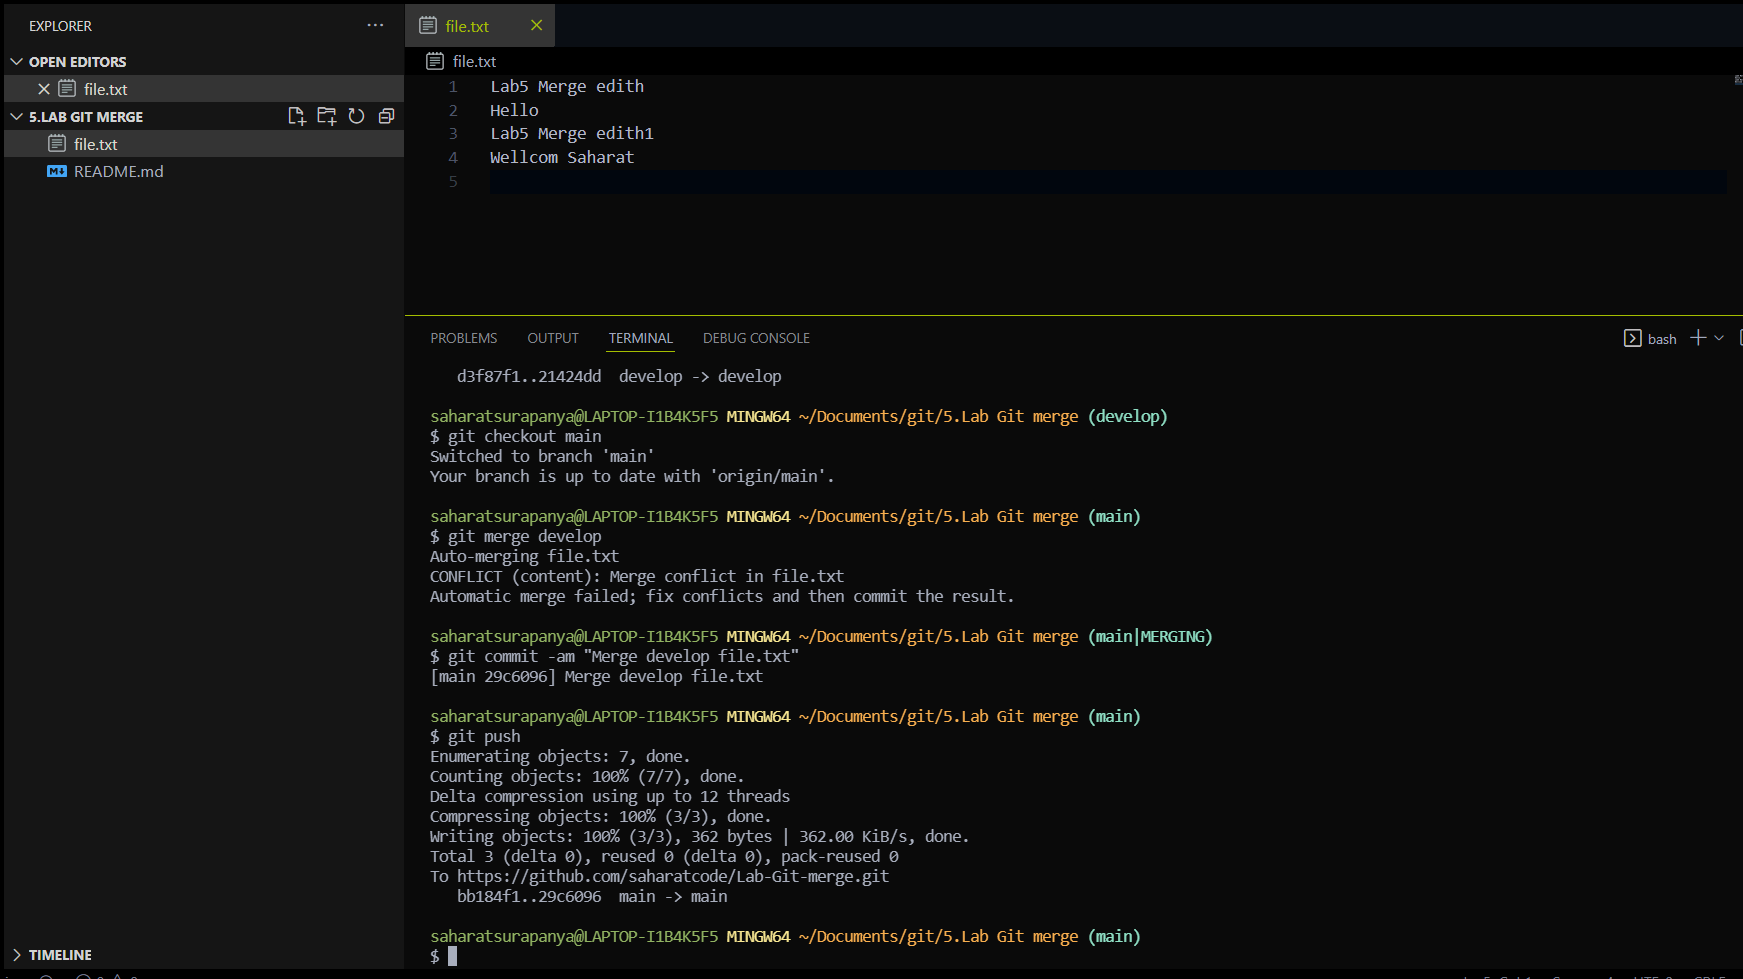 EXPLORER
OPEN EDITORS
file.txt
5.LAB GIT MERGE
file.txt
README.md
TIMELINE
file.txt
file.txt
1 Lab5 Merge edith
2 Hello
3 Lab5 Merge edith1
4 Wellcom Saharat
5
PROBLEMS OUTPUT TERMINAL DEBUG CONSOLE bash
d3f87f1..21424dd develop -> develop
saharatsurapanya@LAPTOP-I1B4K5F5 MINGW64 ~/Documents/git/5.Lab Git merge (develop)
$ git checkout main
Switched to branch 'main'
Your branch is up to date with 'origin/main'.
saharatsurapanya@LAPTOP-I1B4K5F5 MINGW64 ~/Documents/git/5.Lab Git merge (main)
$ git merge develop
Auto-merging file.txt
CONFLICT (content): Merge conflict in file.txt
Automatic merge failed; fix conflicts and then commit the result.
saharatsurapanya@LAPTOP-I1B4K5F5 MINGW64 ~/Documents/git/5.Lab Git merge (main|MERGING)
$ git commit -am "Merge develop file.txt"
[main 29c6096] Merge develop file.txt
saharatsurapanya@LAPTOP-I1B4K5F5 MINGW64 ~/Documents/git/5.Lab Git merge (main)
$ git push
Enumerating objects: 7, done.
Counting objects: 100% (7/7), done.
Delta compression using up to 12 threads
Compressing objects: 100% (3/3), done.
Writing objects: 100% (3/3), 362 bytes | 362.00 KiB/s, done.
Total 3 (delta 0), reused 0 (delta 0), pack-reused 0
To https://github.com/saharatcode/Lab-Git-merge.git
bb184f1..29c6096 main -> main
saharatsurapanya@LAPTOP-I1B4K5F5 MINGW64 ~/Documents/git/5.Lab Git merge (main)
$